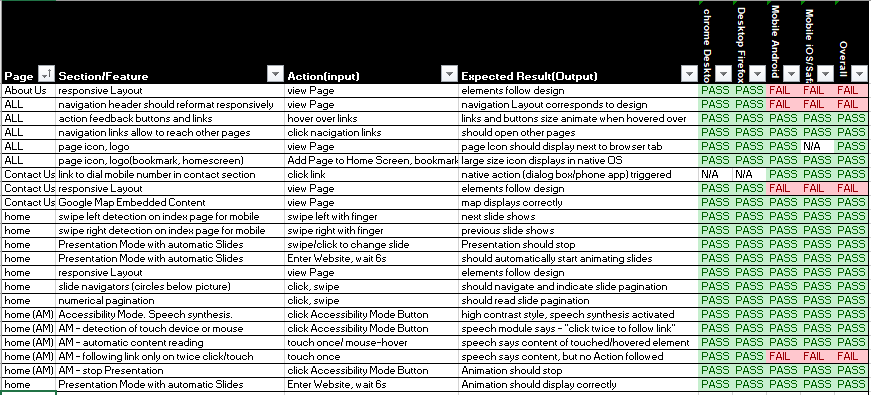 chrome Deskto Desktop Firefox Mobile Android Mobile iOS/Saf Overall
Page Section/Feature Action(input) Expected Result(Output)
About Us responsive Layout view Page elements follow design PASS PASS FAIL FAIL FAIL
ALL navigation header should reformat responsively view Page navigation Layout corresponds to design PASS PASS FAIL FAIL FAIL
ALL action feedback buttons and links hover over links links and buttons size animate when hovered over PASS PASS PASS PASS PASS
ALL navigation links allow to reach other pages click nacigation links should open other pages PASS PASS PASS PASS PASS
ALL page icon, logo view Page page Icon should display next to browser tab PASS PASS PASS N/A PASS
ALL page icon, logo(bookmark, homescreen) Add Page to Home Screen, bookmark large size icon displays in native OS PASS PASS PASS PASS PASS
Contact Us link to dial mobile number in contact section click link native action (dialog box/phone app) triggered N/A N/A PASS PASS PASS
Contact Us responsive Layout view Page elements follow design PASS PASS FAIL FAIL FAIL
Contact Us Google Map Embedded Content view Page map displays correctly PASS PASS PASS PASS PASS
home swipe left detection on index page for mobile swipe left with finger next slide shows PASS PASS PASS PASS PASS
home swipe right detection on index page for mobile swipe right with finger previous slide shows PASS PASS PASS PASS PASS
home Presentation Mode with automatic Slides swipe/click to change slide Presentation should stop PASS PASS PASS PASS PASS
home Presentation Mode with automatic Slides Enter Website, wait 6s should automatically start animating slides PASS PASS PASS PASS PASS
home responsive Layout view Page elements follow design PASS PASS PASS PASS PASS
home slide navigators (circles below picture) click, swipe should navigate and indicate slide pagination PASS PASS PASS PASS PASS
home numerical pagination click, swipe should read slide pagination PASS PASS PASS PASS PASS
home (AM) Accessibility Mode. Speech synthesis. click Accessibility Mode Button high contrast style, speech synthesis activated PASS PASS PASS PASS PASS
home (AM) AM - detection of touch device or mouse click Accessibility Mode Button speech module says - "click twice to follow link" PASS PASS PASS PASS PASS
home (AM) AM - automatic content reading touch once/ mouse-hover speech says content of touched/hovered element PASS PASS PASS PASS PASS
home (AM) AM - following link only on twice click/touch touch once speech says content, but no Action followed PASS PASS FAIL FAIL FAIL
home (AM) AM - stop Presentation click Accessibility Mode Button Animation should stop PASS PASS PASS PASS PASS
home Presentation Mode with automatic Slides Enter Website, wait 6s Animation should display correctly PASS PASS PASS PASS PASS